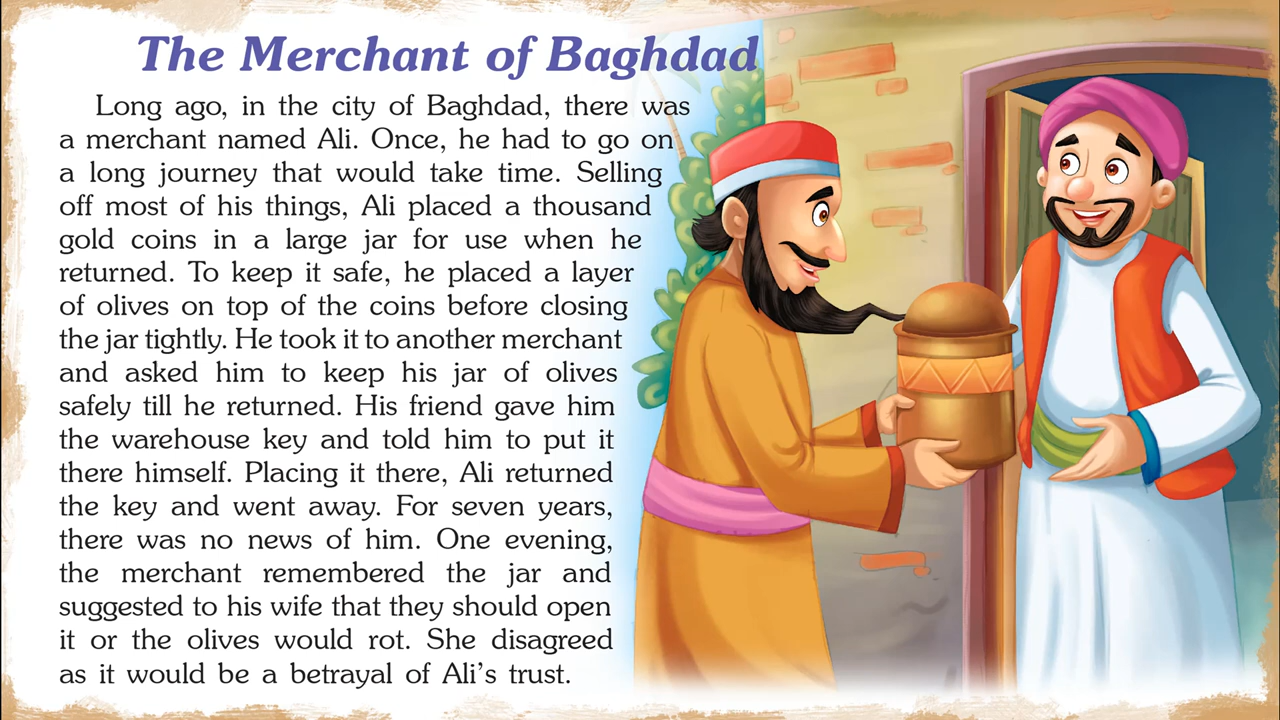 The Merchant of Baghdad
Long ago, in the city of Baghdad, there was
a merchant named Ali. Once, he had to go on
a long journey that would take time. Selling
off most of his things, Ali placed a thousand
gold coins in a large jar for use when he
returned. To keep it safe, he placed a layer
of olives on top of the coins before closing
the jar tightly. He took it to another merchant
and asked him to keep his jar of olives
safely till he returned. His friend gave him
the warehouse key and told him to put it
there himself. Placing it there, Ali returned
the key and went away. For seven years,
there was no news of him. One evening,
the merchant remembered the jar and
suggested to his wife that they should open
it or the olives would rot. She disagreed
as it would be a betrayal of Ali’s trust.